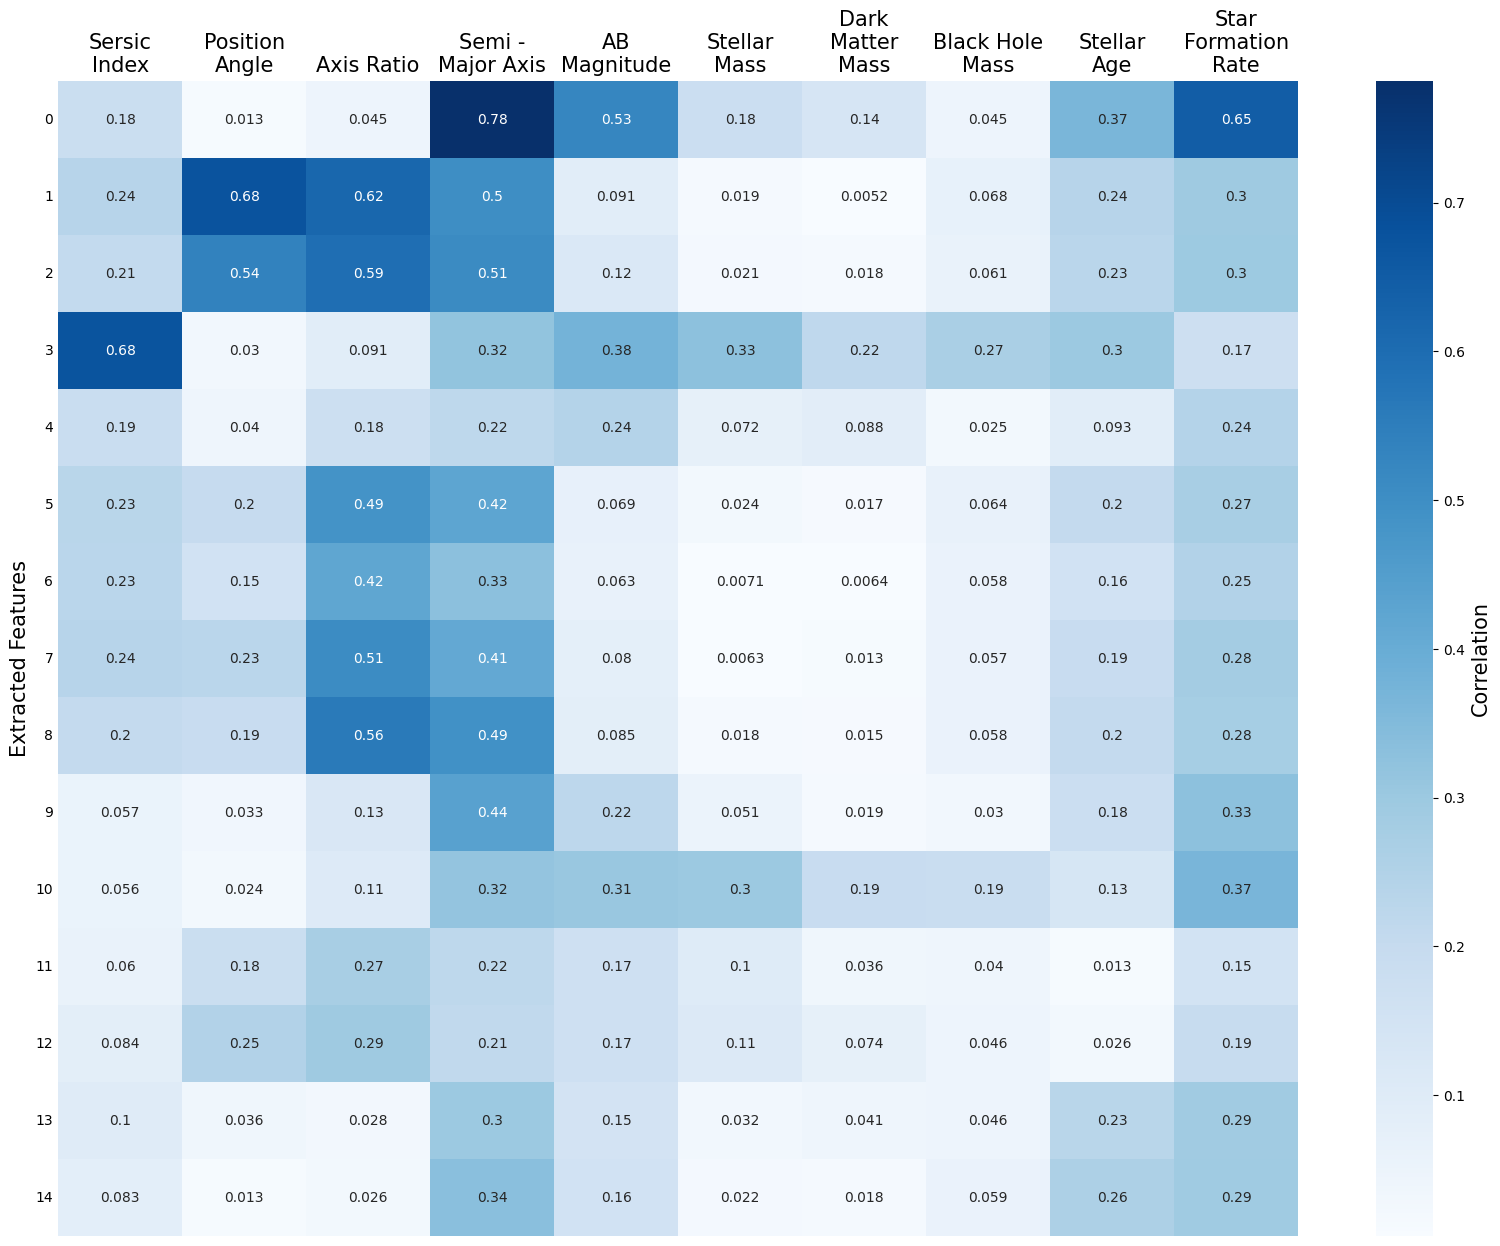 Sersic
Index
Position
Angle
Axis Ratio
Semi -
Major Axis
AB
Magnitude
Stellar
Mass
Dark
Matter
Mass
Black Hole
Mass
Stellar
Age
Star
Formation
Rate
0 0.18 0.013 0.045 0.78 0.53 0.18 0.14 0.045 0.37 0.65
1 0.24 0.68 0.62 0.5 0.091 0.019 0.0052 0.068 0.24 0.3
2 0.21 0.54 0.59 0.51 0.12 0.021 0.018 0.061 0.23 0.3
3 0.68 0.03 0.091 0.32 0.38 0.33 0.22 0.27 0.3 0.17
4 0.19 0.04 0.18 0.22 0.24 0.072 0.088 0.025 0.093 0.24
5 0.23 0.2 0.49 0.42 0.069 0.024 0.017 0.064 0.2 0.27
6 0.23 0.15 0.42 0.33 0.063 0.0071 0.0064 0.058 0.16 0.25
7 0.24 0.23 0.51 0.41 0.08 0.0063 0.013 0.057 0.19 0.28
8 0.2 0.19 0.56 0.49 0.085 0.018 0.015 0.058 0.2 0.28
9 0.057 0.033 0.13 0.44 0.22 0.051 0.019 0.03 0.18 0.33
10 0.056 0.024 0.11 0.32 0.31 0.3 0.19 0.19 0.13 0.37
11 0.06 0.18 0.27 0.22 0.17 0.1 0.036 0.04 0.013 0.15
12 0.084 0.25 0.29 0.21 0.17 0.11 0.074 0.046 0.026 0.19
13 0.1 0.036 0.028 0.3 0.15 0.032 0.041 0.046 0.23 0.29
14 0.083 0.013 0.026 0.34 0.16 0.022 0.018 0.059 0.26 0.29
Extracted Features
0.7
0.6
0.5
0.4
0.3
0.2
0.1
Correlation